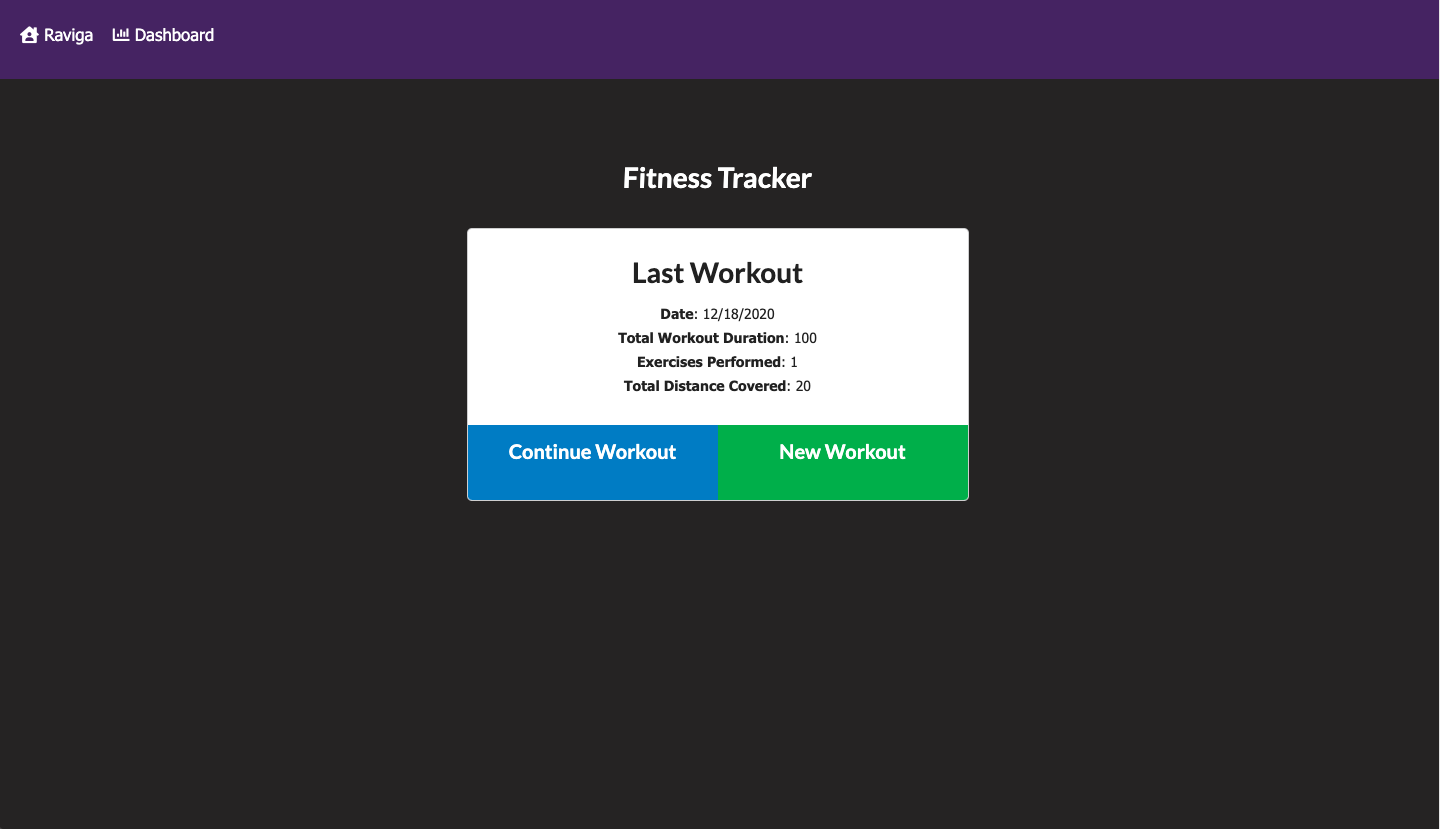 Raviga Dashboard
Fitness Tracker
Last Workout
Date: 12/18/2020
Total Workout Duration: 100
Exercises Performed: 1
Total Distance Covered: 20
Continue Workout New Workout